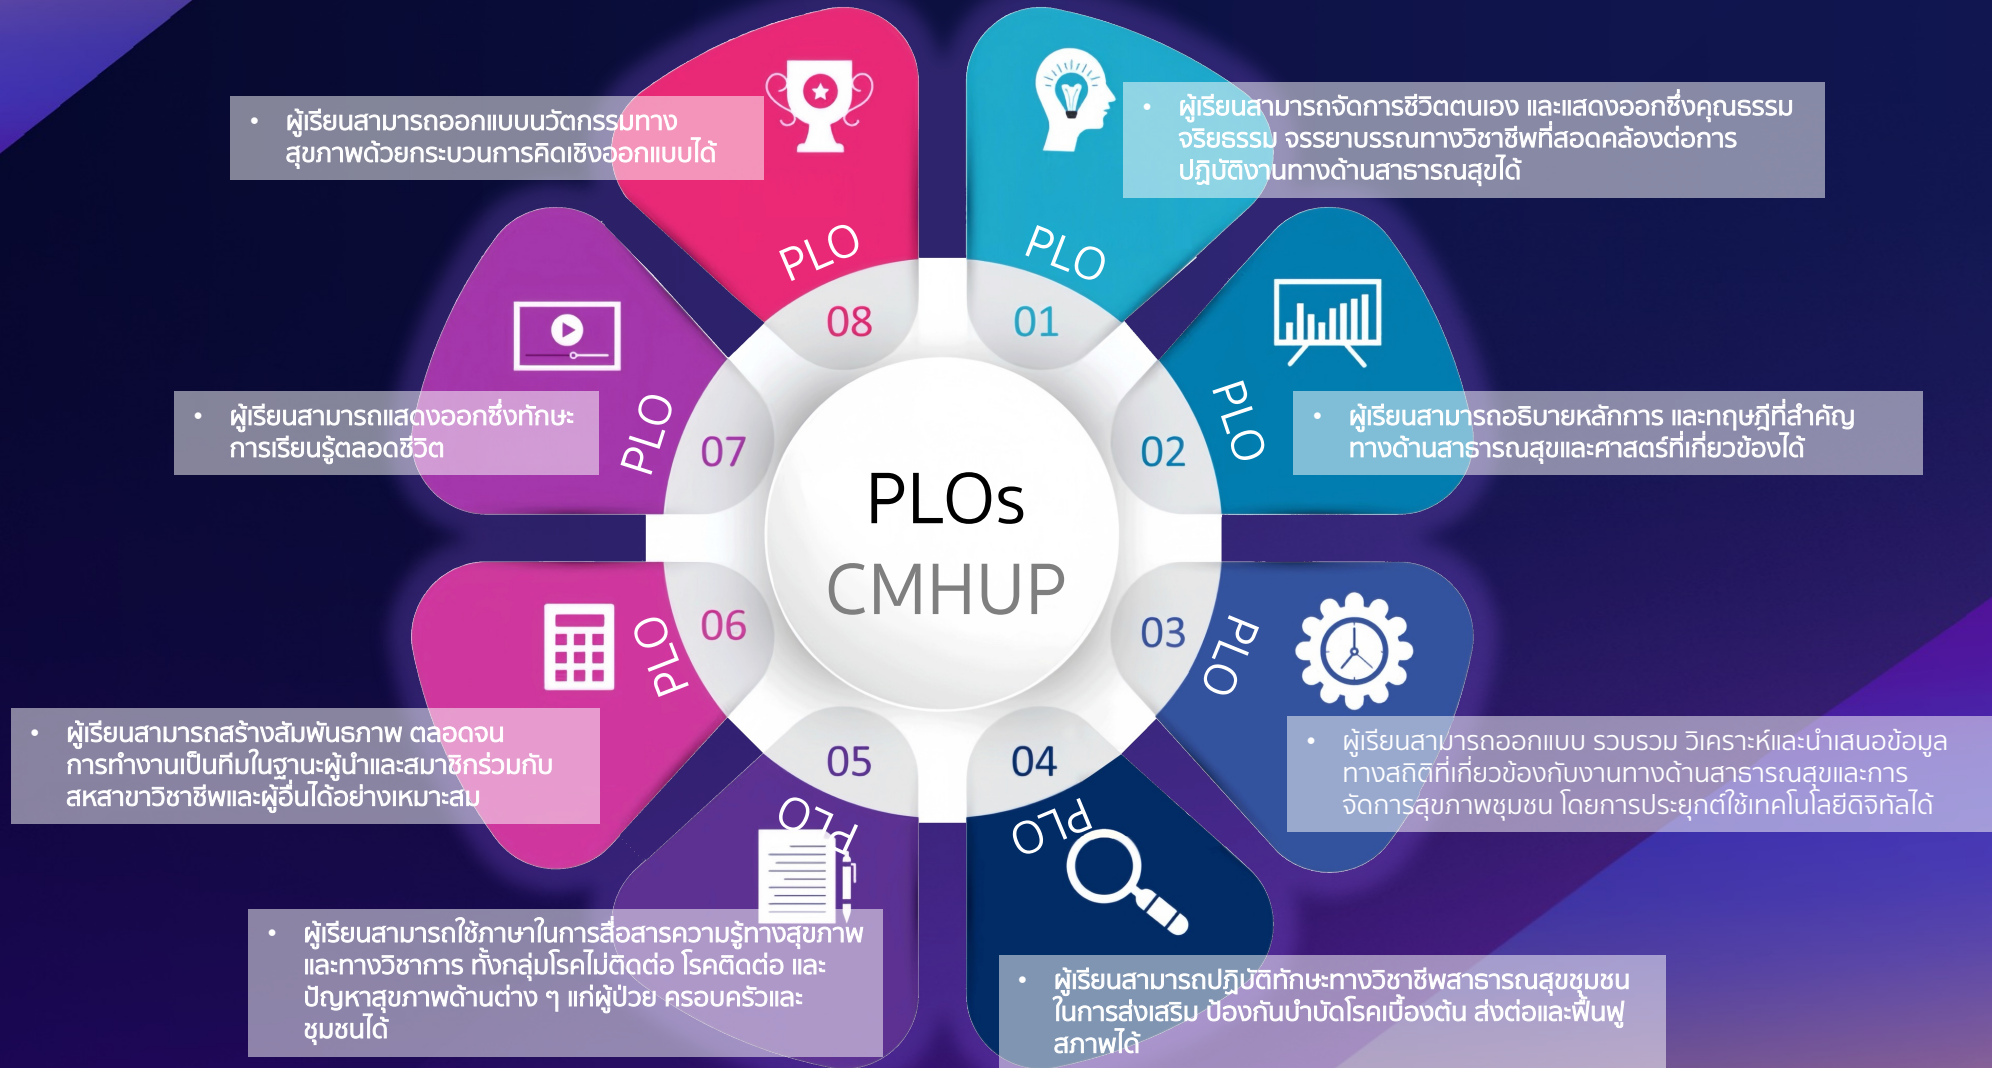 PLOs
CMHUP
PLO
01
• ผู้เรียนสามารถจัดการชีวิตตนเอง และแสดงออกซึ่งคุณธรรม
จริยธรรม จรรยาบรรณทางวิชาชีพที่สอดคล้องต่อการ
ปฏิบัติงานทางด้านสาธารณสุขได้
PLO
02
• ผู้เรียนสามารถอธิบายหลักการ และทฤษฎีที่สำคัญ
ทางด้านสาธารณสุขและศาสตร์ที่เกี่ยวข้องได้
PLO
03
• ผู้เรียนสามารถออกแบบ รวบรวม วิเคราะห์และนำเสนอข้อมูล
ทางสถิติที่เกี่ยวข้องกับงานทางด้านสาธารณสุขและการ
จัดการสุขภาพชุมชน โดยการประยุกต์ใช้เทคโนโลยีดิจิทัลได้
PLO
04
• ผู้เรียนสามารถปฏิบัติทักษะทางวิชาชีพสาธารณสุขชุมชน
ในการส่งเสริม ป้องกันบำบัดโรคเบื้องต้น ส่งต่อและฟื้นฟู
สภาพได้
PLO
05
• ผู้เรียนสามารถใช้ภาษาในการสื่อสารความรู้ทางสุขภาพ
และทางวิชาการ ทั้งกลุ่มโรคไม่ติดต่อ โรคติดต่อ และ
ปัญหาสุขภาพด้านต่าง ๆ แก่ผู้ป่วย ครอบครัวและ
ชุมชนได้
PLO
06
• ผู้เรียนสามารถสร้างสัมพันธภาพ ตลอดจน
การทำงานเป็นทีมในฐานะผู้นำและสมาชิกร่วมกับ
สหสาขาวิชาชีพและผู้อื่นได้อย่างเหมาะสม
PLO
07
• ผู้เรียนสามารถแสดงออกซึ่งทักษะ
การเรียนรู้ตลอดชีวิต
PLO
08
• ผู้เรียนสามารถออกแบบนวัตกรรมทาง
สุขภาพด้วยกระบวนการคิดเชิงออกแบบได้